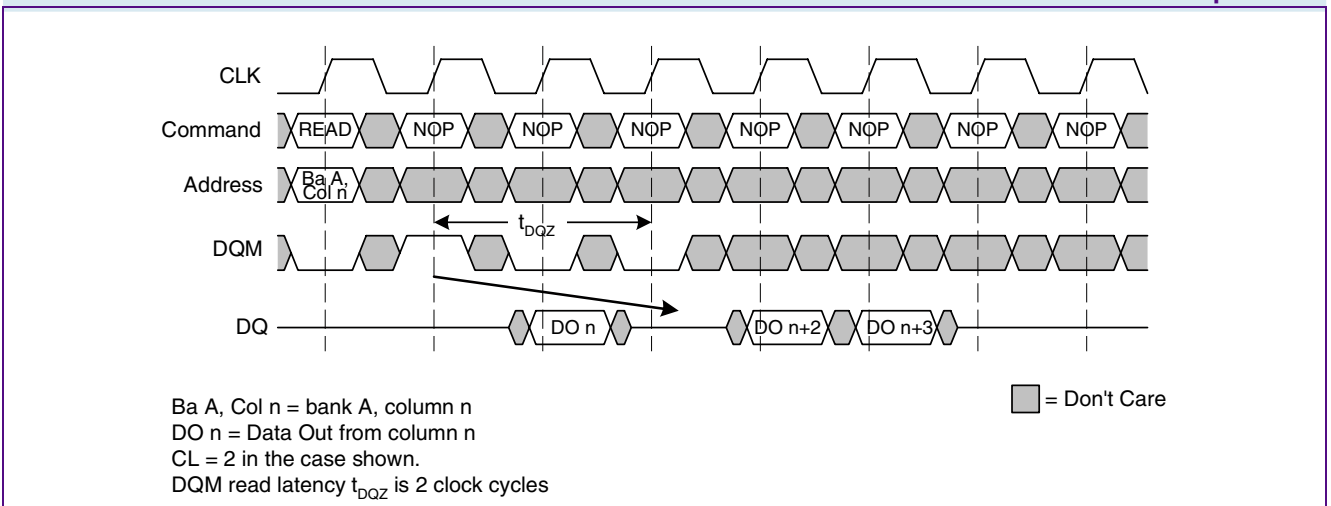 CLK
Command READ NOP NOP NOP NOP NOP NOP NOP
Address Ba A,
Col n
tDQZ
DQM
DQ DO n DO n+2 DO n+3
Ba A, Col n = bank A, column n
DO n = Data Out from column n
CL = 2 in the case shown.
DQM read latency tDQZ is 2 clock cycles
= Don't Care